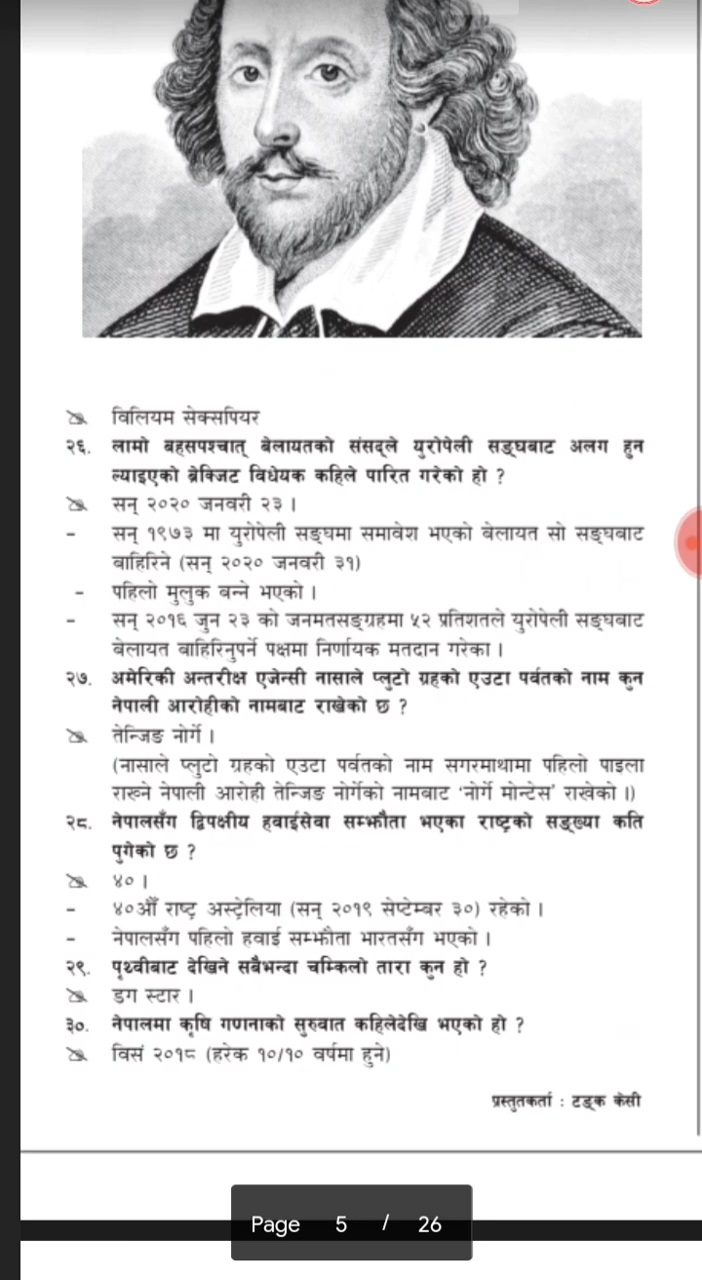 विलियम सेक्सपियर
२६. लामो बहसपश्चात् बेलायतको संसद्ले युरोपेली सङ्घबाट अलग हुन
ल्याइएको ब्रेक्जिट विधेयक कहिले पारित गरेको हो ?
सन् २०२० जनवरी २३ ।
- सन् १९७३ मा युरोपेली सङ्घमा समावेश भएको बेलायत सो सङ्घबाट
बाहिरिने (सन् २०२० जनवरी ३१)
- पहिलो मुलुक बन्ने भएको ।
- सन् २०१६ जुन २३ को जनमतसङ्ग्रहमा ५२ प्रतिशतले युरोपेली सङ्घबाट
बेलायत बाहिरिनुपर्ने पक्षमा निर्णायक मतदान गरेका ।
२७. अमेरिकी अन्तरीक्ष एजेन्सी नासाले प्लुटो ग्रहको एउटा पर्वतको नाम कुन
नेपाली आरोहीको नामबाट राखेको छ ?
तेन्जिङ नोर्गे ।
(नासाले प्लुटो ग्रहको एउटा पर्वतको नाम सगरमाथामा पहिलो पाइला
राख्ने नेपाली आरोही तेन्जिङ नोर्गेको नामबाट ‘नोर्गे मोन्टेस’ राखेको ।)
२८. नेपालसँग द्विपक्षीय हवाईसेवा सम्झौता भएका राष्ट्रको सङ्ख्या कति
पुगेको छ ?
४० ।
- ४०औँ राष्ट्र अस्ट्रेलिया (सन् २०१९ सेप्टेम्बर ३०) रहेको ।
- नेपालसँग पहिलो हवाई सम्झौता भारतसँग भएको ।
२९. पृथ्वीबाट देखिने सबैभन्दा चम्किलो तारा कुन हो ?
डग स्टार ।
३०. नेपालमा कृषि गणनाको सुरुवात कहिलेदेखि भएको हो ?
विसं २०१८ (हरेक १०/१० वर्षमा हुने)
प्रस्तुतकर्ता : टङ्क केसी
Page 5 / 26